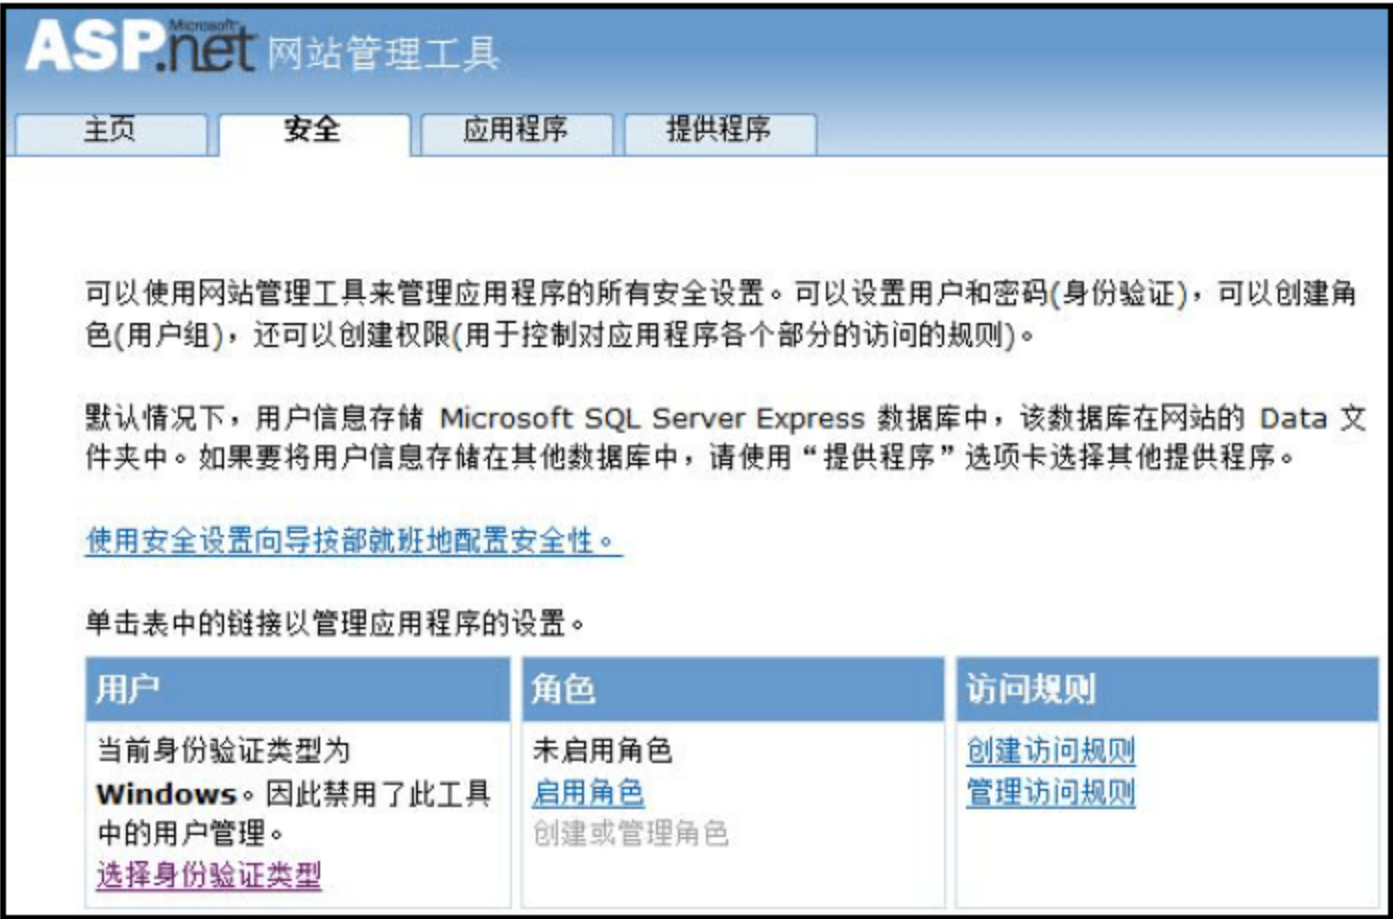 Microsoft
ASP.net 网站管理工具
主页 安全 应用程序 提供程序
可以使用网站管理工具来管理应用程序的所有安全设置。可以设置用户和密码(身份验证)，可以创建角
色(用户组)，还可以创建权限(用于控制对应用程序各个部分的访问的规则)。
默认情况下，用户信息存储 Microsoft SQL Server Express 数据库中，该数据库在网站的 Data 文
件夹中。如果要将用户信息存储在其他数据库中，请使用“提供程序”选项卡选择其他提供程序。
使用安全设置向导按部就班地配置安全性。
单击表中的链接以管理应用程序的设置。
用户 角色 访问规则
当前身份验证类型为 未启用角色 创建访问规则
Windows。因此禁用了此工具 启用角色 管理访问规则
中的用户管理。 创建或管理角色
选择身份验证类型